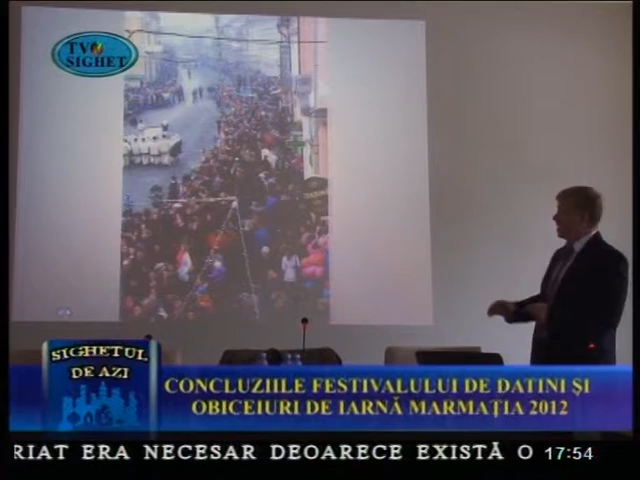 TV SIGHET
SIGHETUL
DE AZI
CONCLUZIILE FESTIVALULUI DE DATINI ȘI
OBICEIURI DE IARNĂ MARMAȚIA 2012
RIAT ERA NECESAR DEOARECE EXISTĂ O 17:54